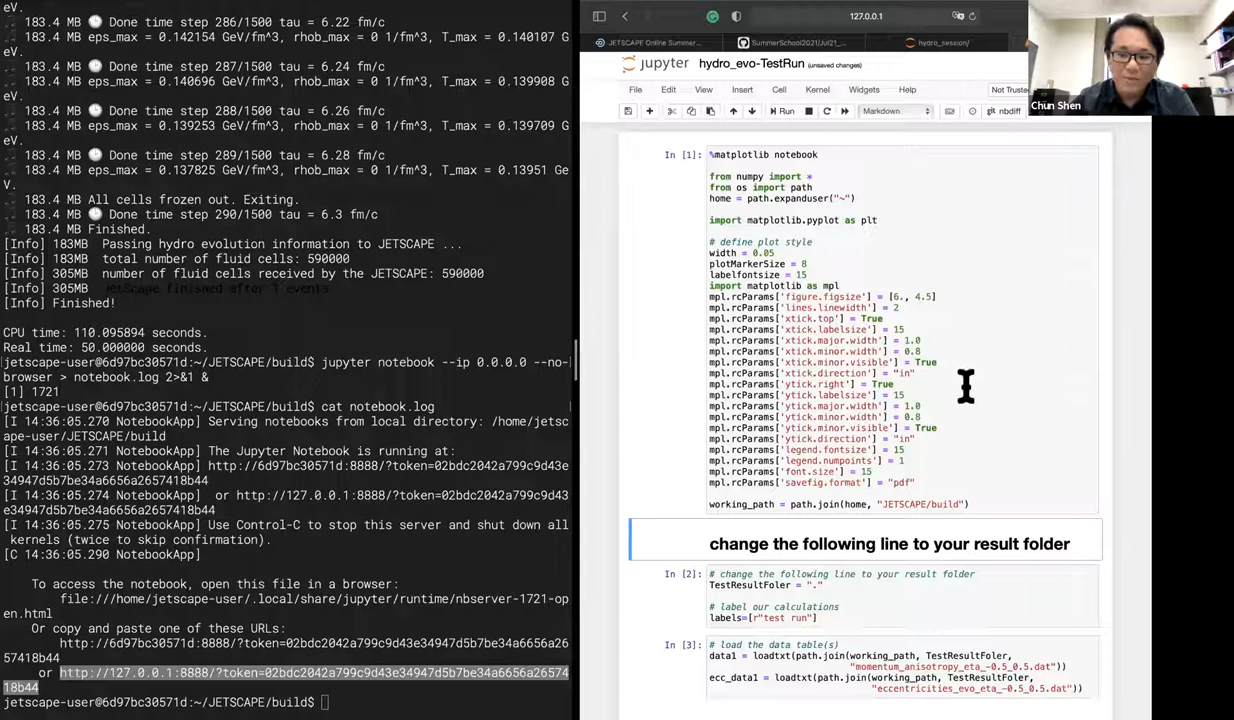 eV.
183.4 MB Done time step 286/1500 tau = 6.22 fm/c
183.4 MB eps_max = 0.142154 GeV/fm^3, rhob_max = 0 1/fm^3, T_max = 0.140107 G
eV.
183.4 MB Done time step 287/1500 tau = 6.24 fm/c
183.4 MB eps_max = 0.140696 GeV/fm^3, rhob_max = 0 1/fm^3, T_max = 0.139908 G
eV.
183.4 MB Done time step 288/1500 tau = 6.26 fm/c
183.4 MB eps_max = 0.139253 GeV/fm^3, rhob_max = 0 1/fm^3, T_max = 0.139709 G
eV.
183.4 MB Done time step 289/1500 tau = 6.28 fm/c
183.4 MB eps_max = 0.137825 GeV/fm^3, rhob_max = 0 1/fm^3, T_max = 0.13951 Ge
V.
183.4 MB All cells frozen out. Exiting.
183.4 MB Done time step 290/1500 tau = 6.3 fm/c
183.4 MB Finished.
[Info] 183MB Passing hydro evolution information to JETSCAPE ...
[Info] 183MB total number of fluid cells: 590000
[Info] 305MB number of fluid cells received by the JETSCAPE: 590000
[Info] 305MB JetScape finished after 1 events
[Info] Finished!
CPU time: 110.095894 seconds.
Real time: 50.000000 seconds.
jetscape-user@6d97bc30571d:~/JETSCAPE/build$ jupyter notebook --ip 0.0.0.0 --no-
browser > notebook.log 2>&1 &
[1] 1721
jetscape-user@6d97bc30571d:~/JETSCAPE/build$ cat notebook.log
[I 14:36:05.270 NotebookApp] Serving notebooks from local directory: /home/jetsc
ape-user/JETSCAPE/build
[I 14:36:05.271 NotebookApp] The Jupyter Notebook is running at:
[I 14:36:05.273 NotebookApp] http://6d97bc30571d:8888/?token=02bdc2042a799c9d43e
34947d5b7be34a6656a2657418b44
[I 14:36:05.274 NotebookApp] or http://127.0.0.1:8888/?token=02bdc2042a799c9d43
e34947d5b7be34a6656a2657418b44
[I 14:36:05.275 NotebookApp] Use Control-C to stop this server and shut down all
kernels (twice to skip confirmation).
[C 14:36:05.290 NotebookApp]
To access the notebook, open this file in a browser:
file:///home/jetscape-user/.local/share/jupyter/runtime/nbserver-1721-op
en.html
Or copy and paste one of these URLs:
http://6d97bc30571d:8888/?token=02bdc2042a799c9d43e34947d5b7be34a6656a26
57418b44
or http://127.0.0.1:8888/?token=02bdc2042a799c9d43e34947d5b7be34a6656a26574
18b44
jetscape-user@6d97bc30571d:~/JETSCAPE/build$
127.0.0.1
JETSCAPE Online Summer...
SummerSchool2021/Jul21_...
hydro_session/
Chun Shen
jupyter hydro_evo-TestRun (unsaved changes)
File Edit View Insert Cell Kernel Widgets Help
Not Trusted
Run
Markdown
nbdiff
In [1]: %matplotlib notebook
from numpy import *
from os import path
home = path.expanduser("~")
import matplotlib.pyplot as plt
# define plot style
width = 0.05
plotMarkerSize = 8
labelfontsize = 15
import matplotlib as mpl
mpl.rcParams['figure.figsize'] = [6., 4.5]
mpl.rcParams['lines.linewidth'] = 2
mpl.rcParams['xtick.top'] = True
mpl.rcParams['xtick.labelsize'] = 15
mpl.rcParams['xtick.major.width'] = 1.0
mpl.rcParams['xtick.minor.width'] = 0.8
mpl.rcParams['xtick.minor.visible'] = True
mpl.rcParams['xtick.direction'] = "in"
mpl.rcParams['ytick.right'] = True
mpl.rcParams['ytick.labelsize'] = 15
mpl.rcParams['ytick.major.width'] = 1.0
mpl.rcParams['ytick.minor.width'] = 0.8
mpl.rcParams['ytick.minor.visible'] = True
mpl.rcParams['ytick.direction'] = "in"
mpl.rcParams['legend.fontsize'] = 15
mpl.rcParams['legend.numpoints'] = 1
mpl.rcParams['font.size'] = 15
mpl.rcParams['savefig.format'] = "pdf"
working_path = path.join(home, "JETSCAPE/build")
change the following line to your result folder
In [2]: # change the following line to your result folder
TestResultFoler = "."
# label our calculations
labels=[r"test run"]
In [3]: # load the data table(s)
data1 = loadtxt(path.join(working_path, TestResultFoler,
"momentum_anisotropy_eta_-0.5_0.5.dat"))
ecc_data1 = loadtxt(path.join(working_path, TestResultFoler,
"eccentricities_evo_eta_-0.5_0.5.dat"))